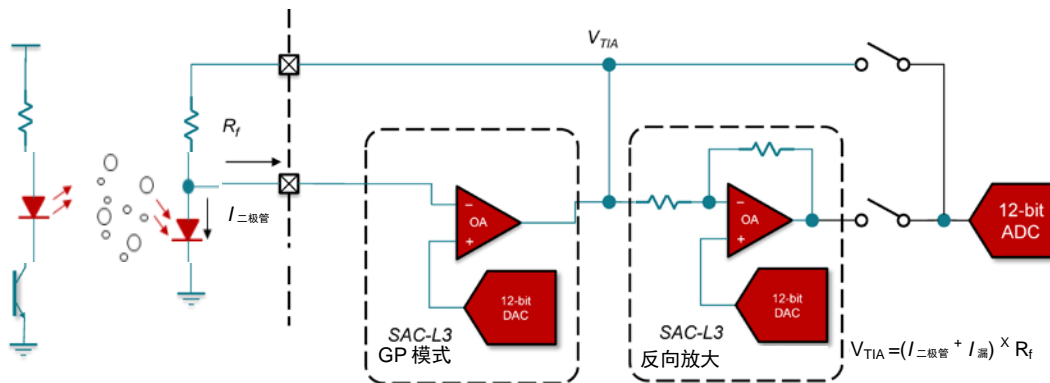 V_TIA
R_f
I 二极管
−
OA
+
12-bit
DAC
SAC-L3
GP 模式
−
OA
+
12-bit
DAC
SAC-L3
反向放大
12-bit
ADC
V_TIA =(I 二极管 + I 漏) X R_f